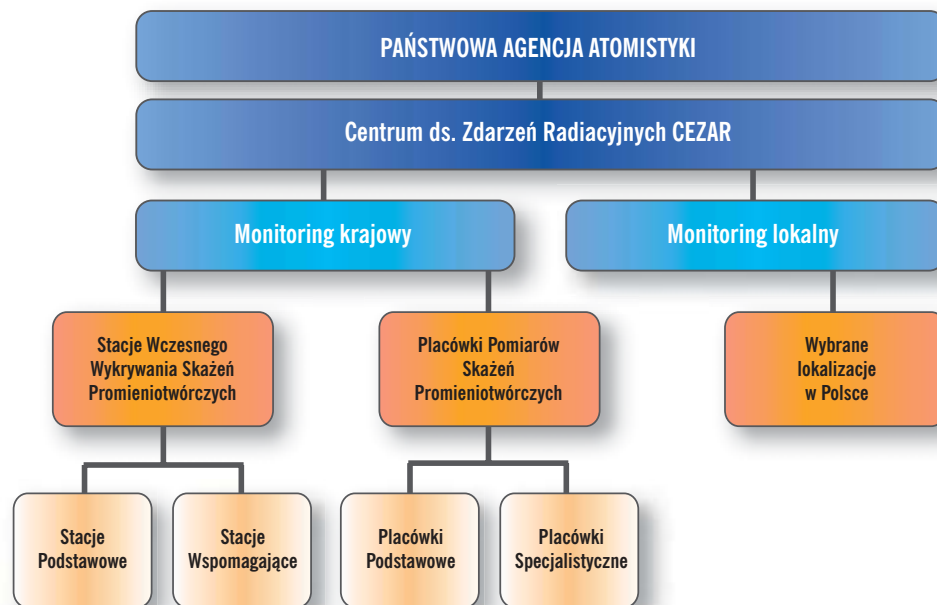 PAŃSTWOWA AGENCJA ATOMISTYKI
Centrum ds. Zdarzeń Radiacyjnych CEZAR
Monitoring krajowy
Monitoring lokalny
Stacje Wczesnego
Wykrywania Skażeń
Promieniotwórczych
Placówki Pomiarów
Skażeń
Promieniotwórczych
Wybrane
lokalizacje
w Polsce
Stacje
Podstawowe
Stacje
Wspomagające
Placówki
Podstawowe
Placówki
Specjalistyczne